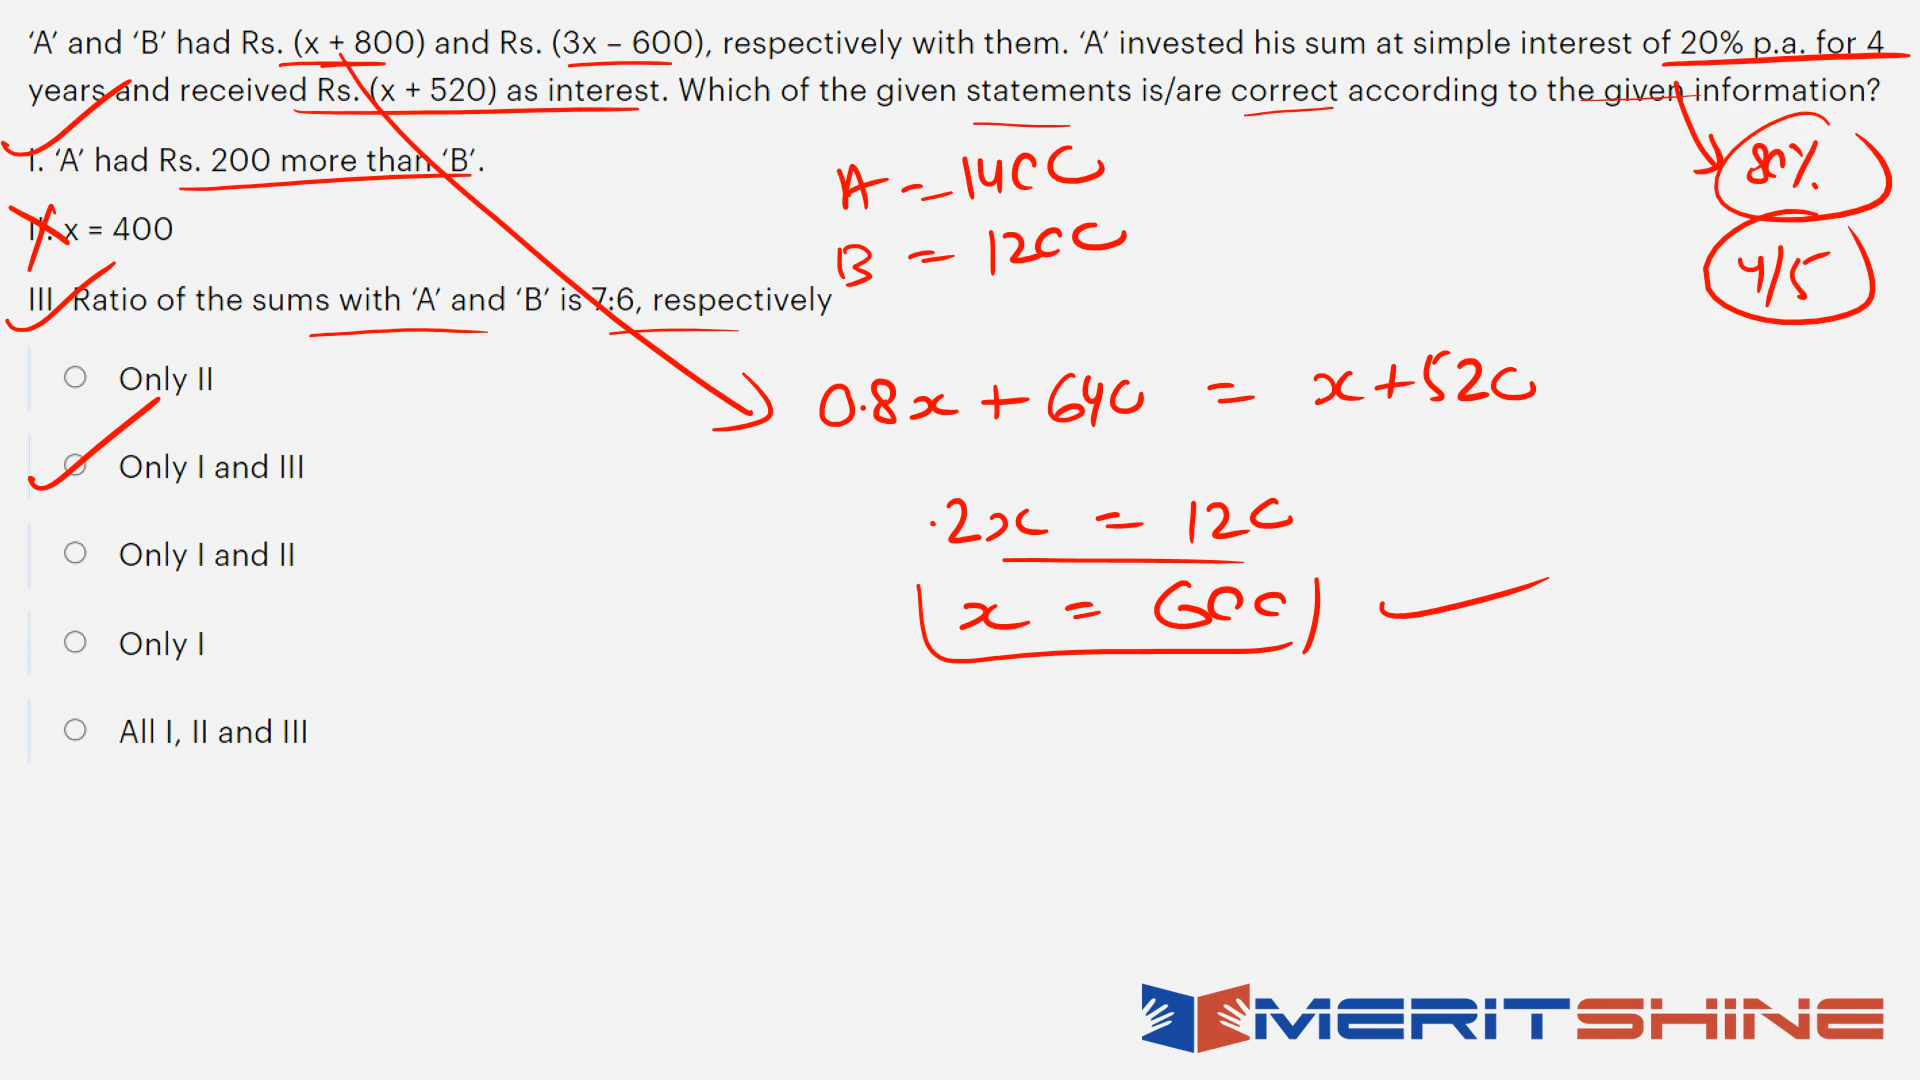 ‘A’ and ‘B’ had Rs. (x + 800) and Rs. (3x – 600), respectively with them. ‘A’ invested his sum at simple interest of 20% p.a. for 4
years and received Rs. (x + 520) as interest. Which of the given statements is/are correct according to the given information?
I. ‘A’ had Rs. 200 more than ‘B’.
II. x = 400
III. Ratio of the sums with ‘A’ and ‘B’ is 7:6, respectively
Only II
Only I and III
Only I and II
Only I
All I, II and III
A = 1400
B = 1200
80%
4/5
0.8x + 640 = x + 520
.2x = 120
x = 600
MERITSHINE